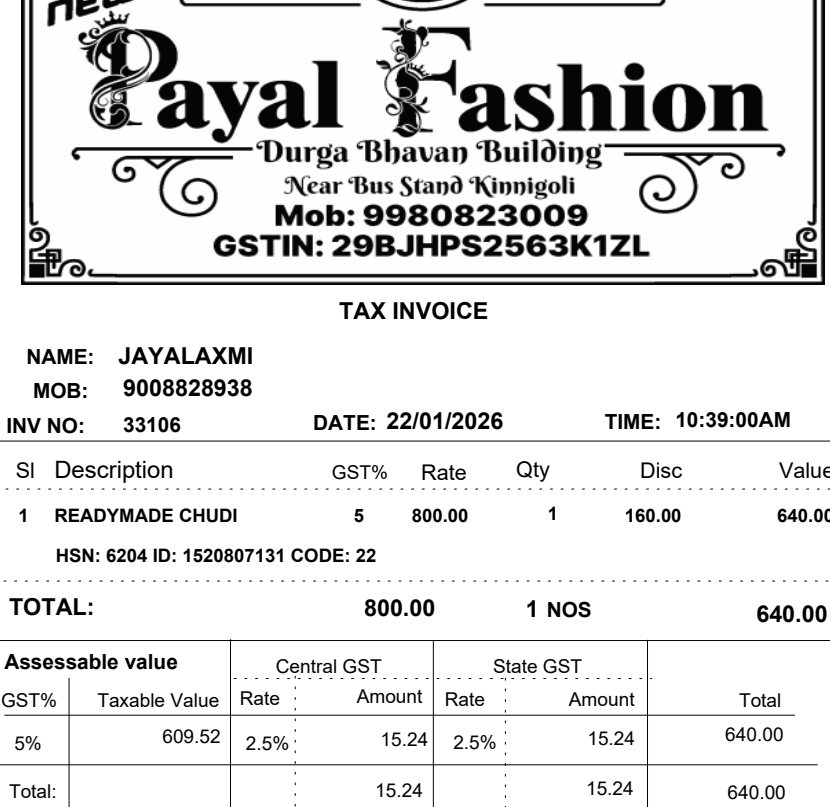 new
Payal Fashion
Durga Bhavan Building
Near Bus Stand Kinnigoli
Mob: 9980823009
GSTIN: 29BJHPS2563K1ZL
TAX INVOICE
NAME: JAYALAXMI
MOB: 9008828938
INV NO: 33106 DATE: 22/01/2026 TIME: 10:39:00AM
Sl Description GST% Rate Qty Disc Value
1 READYMADE CHUDI 5 800.00 1 160.00 640.00
HSN: 6204 ID: 1520807131 CODE: 22
TOTAL: 800.00 1 NOS 640.00
Assessable value Central GST State GST
GST% Taxable Value Rate Amount Rate Amount Total
5% 609.52 2.5% 15.24 2.5% 15.24 640.00
Total: 15.24 15.24 640.00